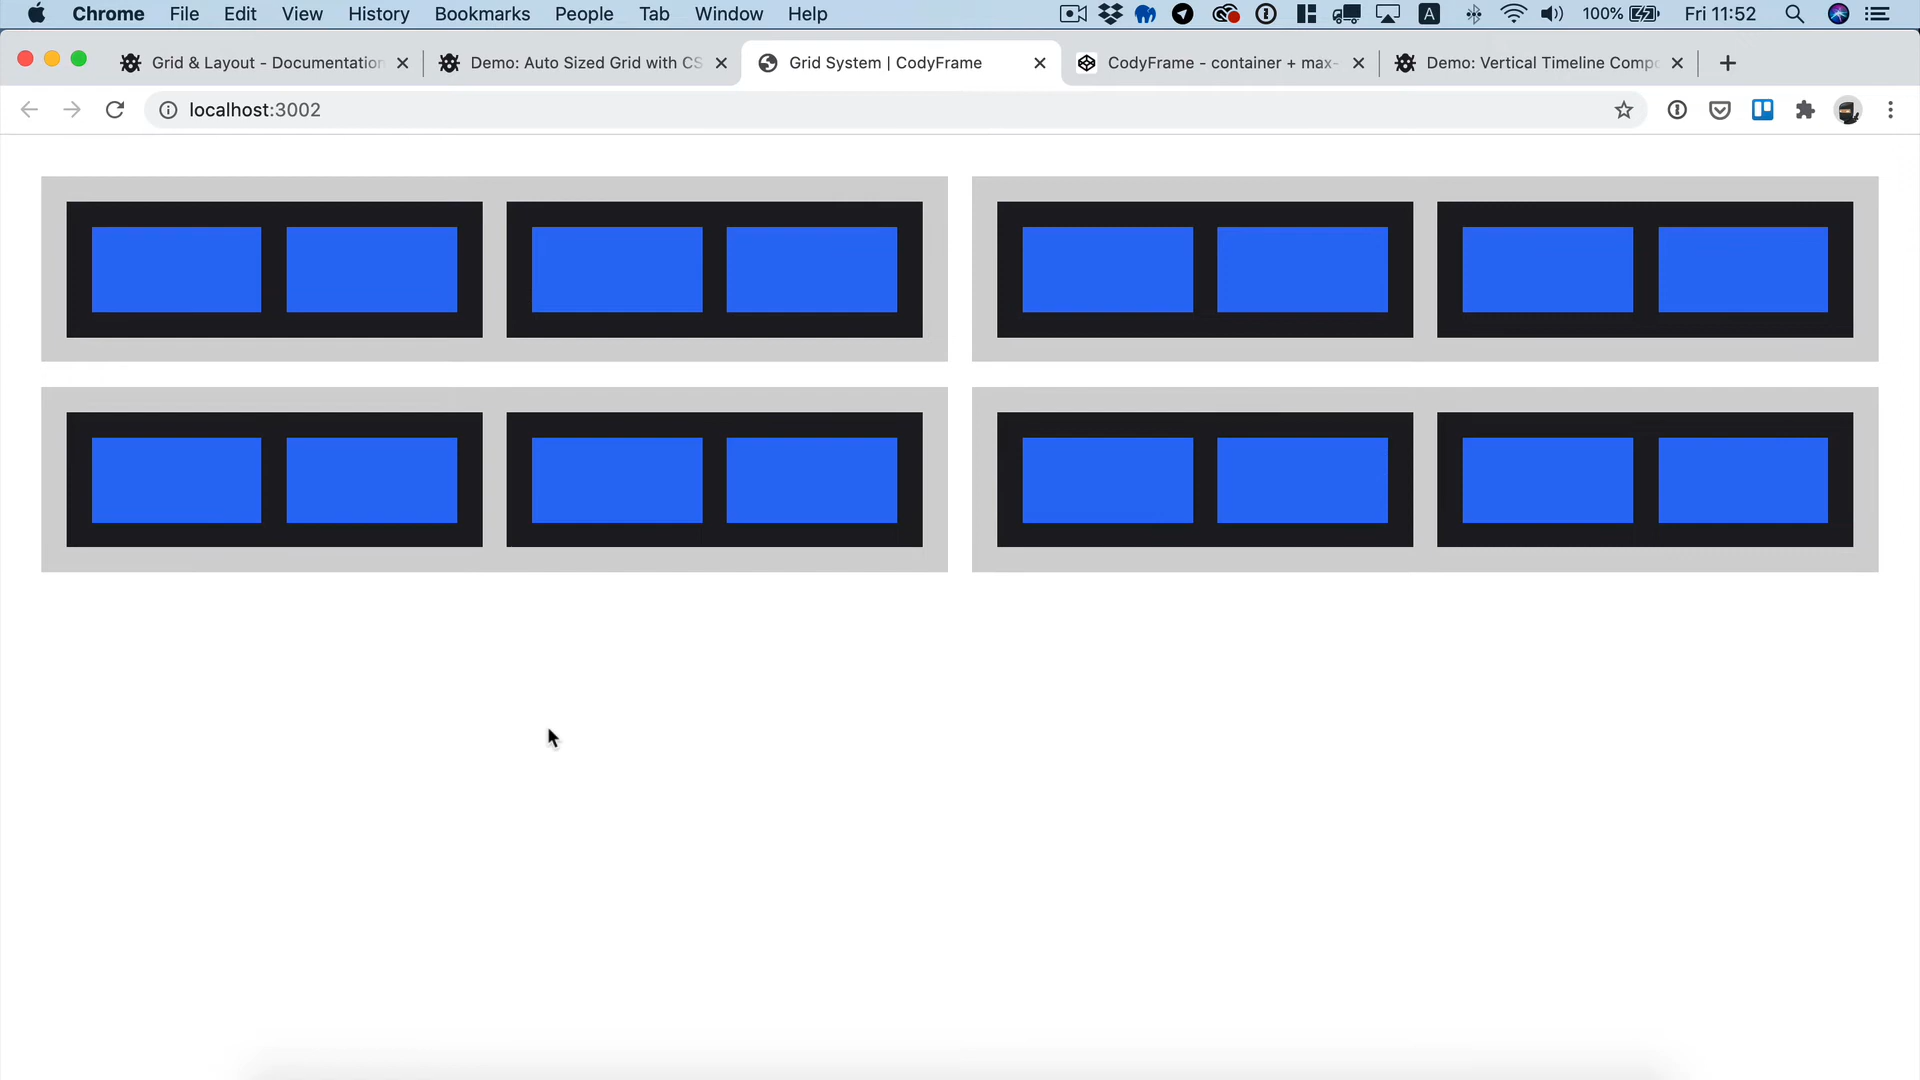 Chrome File Edit View History Bookmarks People Tab Window Help A 100% Fri 11:52
Grid & Layout - Documentation Demo: Auto Sized Grid with CS Grid System | CodyFrame CodyFrame - container + max- Demo: Vertical Timeline Compo
localhost:3002